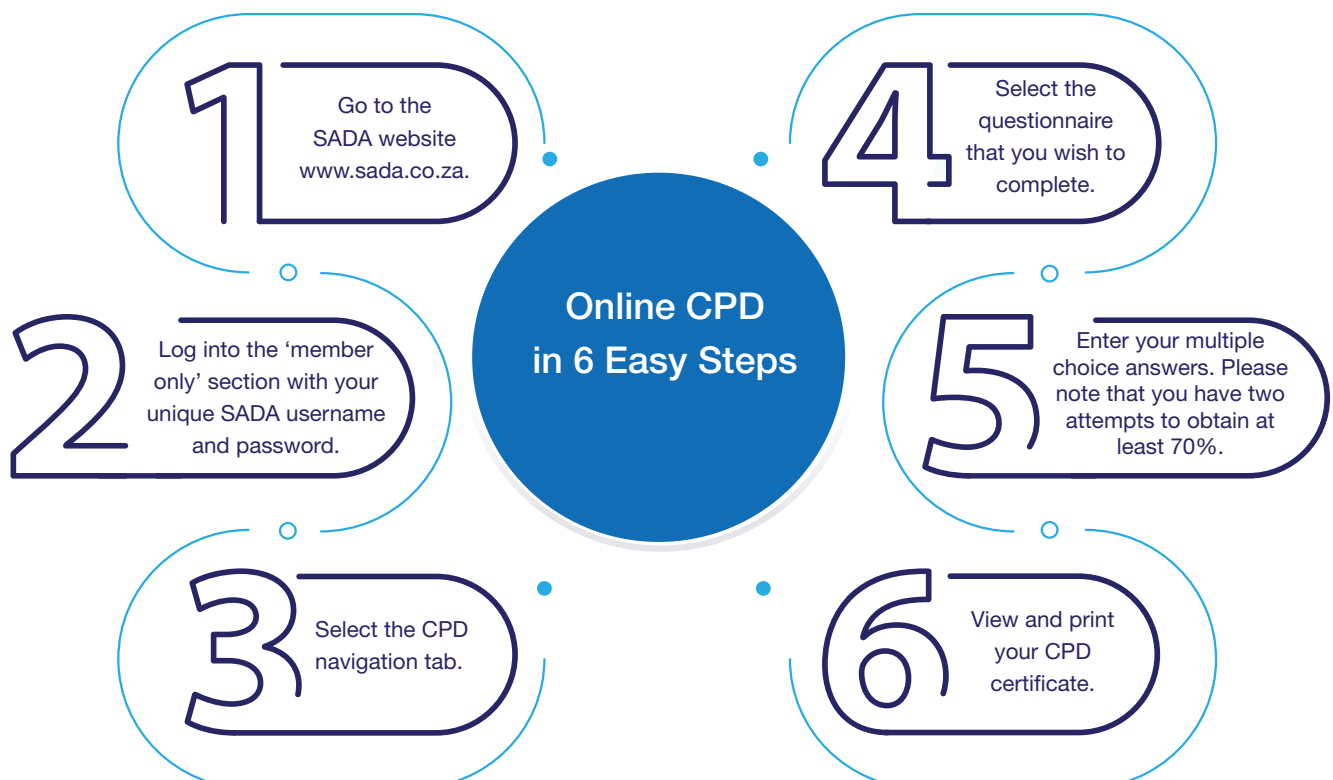 Online CPD
in 6 Easy Steps
1
Go to the
SADA website
www.sada.co.za.
2
Log into the ‘member
only’ section with your
unique SADA username
and password.
3
Select the CPD
navigation tab.
4
Select the
questionnaire
that you wish to
complete.
5
Enter your multiple
choice answers. Please
note that you have two
attempts to obtain at
least 70%.
6
View and print
your CPD
certificate.